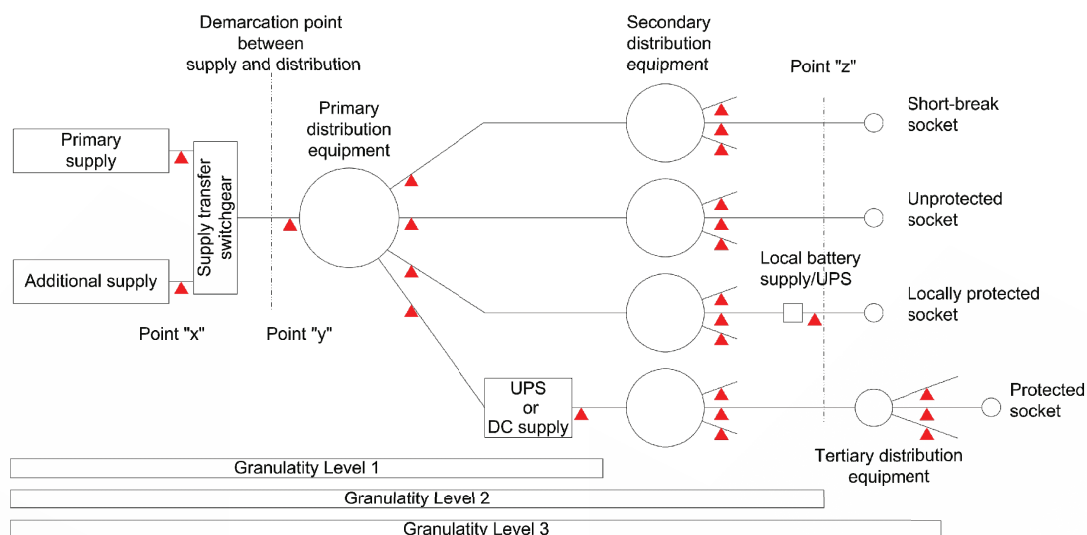 Demarcation point
between
supply and distribution
Secondary
distribution
equipment
Point "z"
Primary
distribution
equipment
Short-break
socket
Primary
supply
Supply transfer
switchgear
Unprotected
socket
Additional supply
Local battery
supply/UPS
Locally protected
socket
Point "x"
Point "y"
UPS
or
DC supply
Protected
socket
Tertiary distribution
equipment
Granulatity Level 1
Granulatity Level 2
Granulatity Level 3